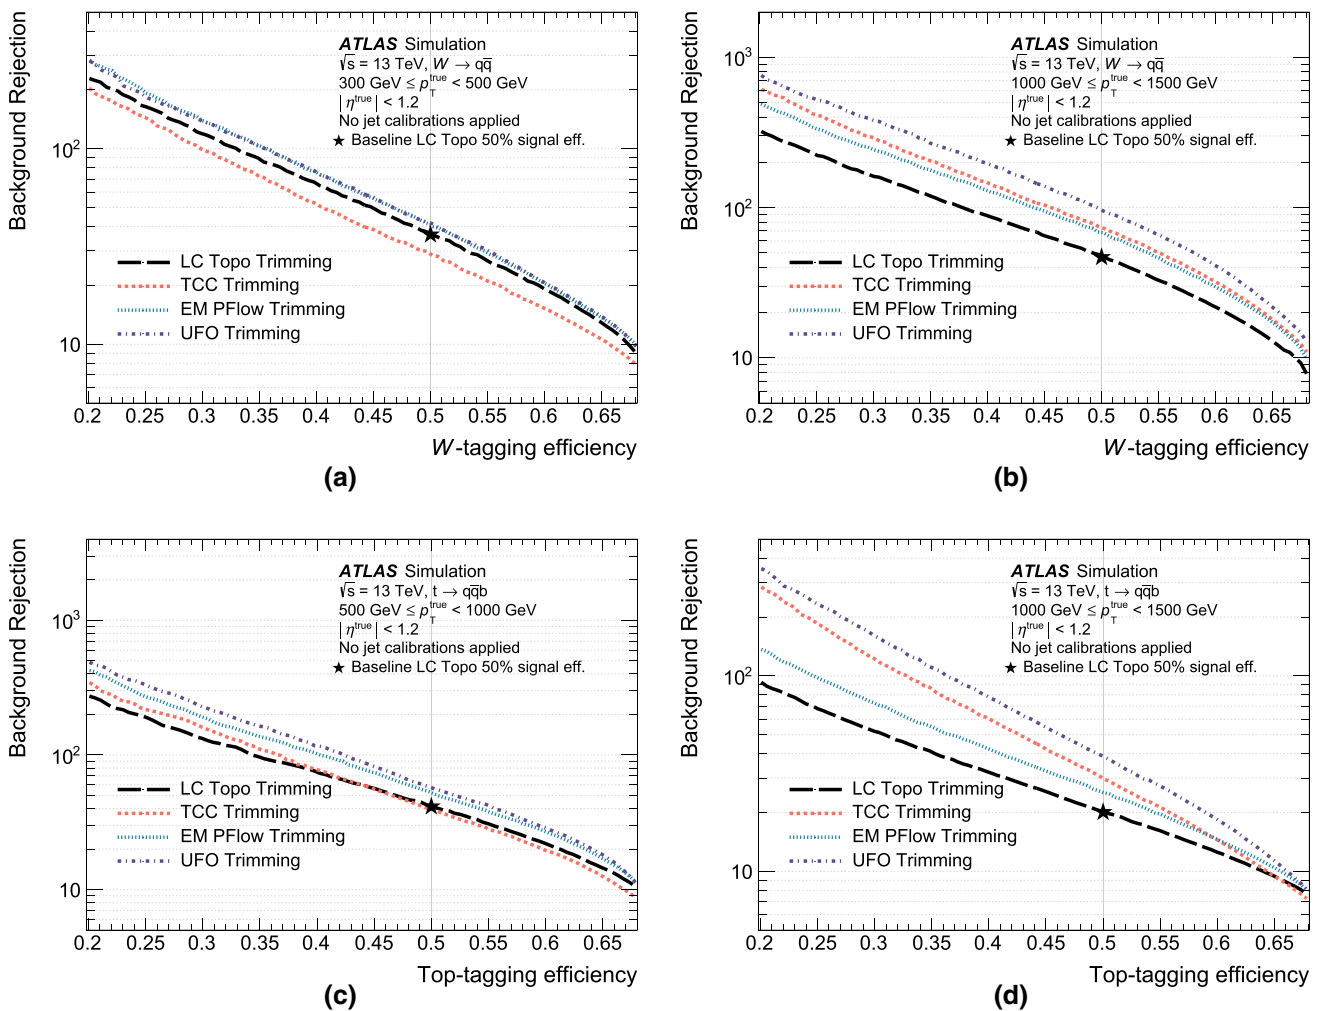 Background Rejection
ATLAS Simulation
√s = 13 TeV, W → qq̅
300 GeV ≤ p_T^true < 500 GeV
|η^true| < 1.2
No jet calibrations applied
★ Baseline LC Topo 50% signal eff.
10²
10
LC Topo Trimming
TCC Trimming
EM PFlow Trimming
UFO Trimming
0.2 0.25 0.3 0.35 0.4 0.45 0.5 0.55 0.6 0.65
W-tagging efficiency
(a)
Background Rejection
ATLAS Simulation
√s = 13 TeV, W → qq̅
1000 GeV ≤ p_T^true < 1500 GeV
|η^true| < 1.2
No jet calibrations applied
★ Baseline LC Topo 50% signal eff.
10³
10²
10
LC Topo Trimming
TCC Trimming
EM PFlow Trimming
UFO Trimming
0.2 0.25 0.3 0.35 0.4 0.45 0.5 0.55 0.6 0.65
W-tagging efficiency
(b)
Background Rejection
ATLAS Simulation
√s = 13 TeV, t → qq̅b
500 GeV ≤ p_T^true < 1000 GeV
|η^true| < 1.2
No jet calibrations applied
★ Baseline LC Topo 50% signal eff.
10³
10²
10
LC Topo Trimming
TCC Trimming
EM PFlow Trimming
UFO Trimming
0.2 0.25 0.3 0.35 0.4 0.45 0.5 0.55 0.6 0.65
Top-tagging efficiency
(c)
Background Rejection
ATLAS Simulation
√s = 13 TeV, t → qq̅b
1000 GeV ≤ p_T^true < 1500 GeV
|η^true| < 1.2
No jet calibrations applied
★ Baseline LC Topo 50% signal eff.
10²
10
LC Topo Trimming
TCC Trimming
EM PFlow Trimming
UFO Trimming
0.2 0.25 0.3 0.35 0.4 0.45 0.5 0.55 0.6 0.65
Top-tagging efficiency
(d)